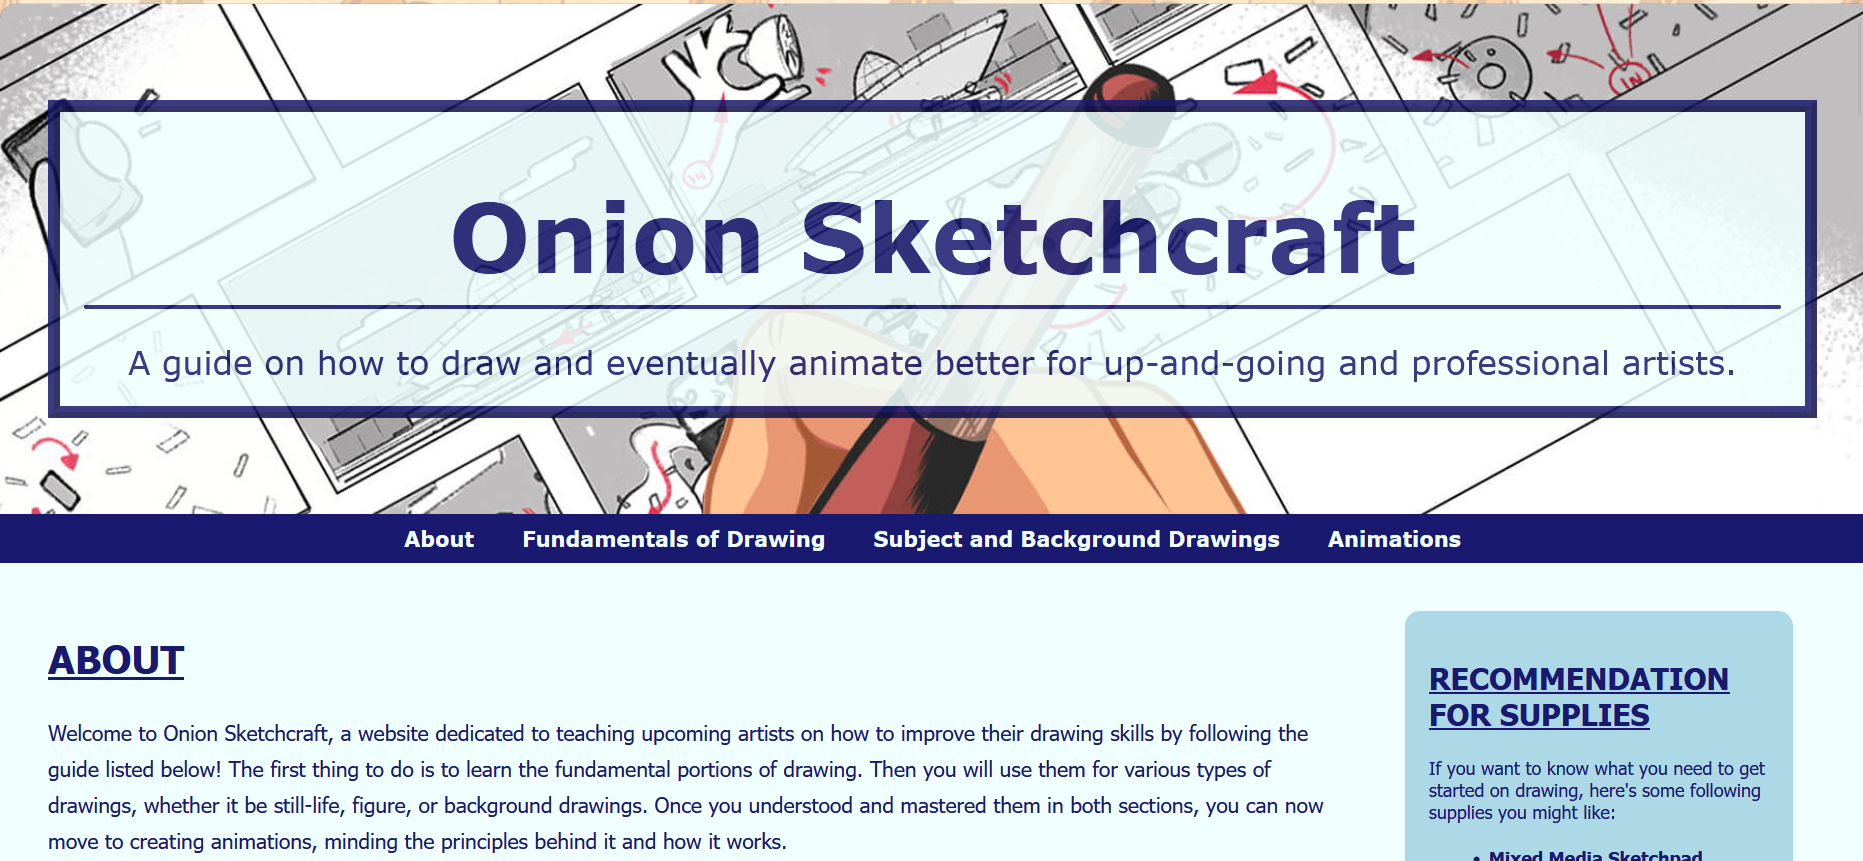 Onion Sketchcraft
A guide on how to draw and eventually animate better for up-and-going and professional artists.
About Fundamentals of Drawing Subject and Background Drawings Animations
ABOUT
Welcome to Onion Sketchcraft, a website dedicated to teaching upcoming artists on how to improve their drawing skills by following the
guide listed below! The first thing to do is to learn the fundamental portions of drawing. Then you will use them for various types of
drawings, whether it be still-life, figure, or background drawings. Once you understood and mastered them in both sections, you can now
move to creating animations, minding the principles behind it and how it works.
RECOMMENDATION
FOR SUPPLIES
If you want to know what you need to get
started on drawing, here's some following
supplies you might like:
• Mixed Media Sketchpad
IN
IN